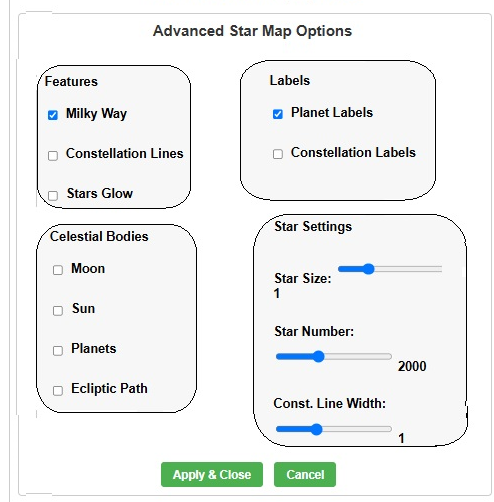 Advanced Star Map Options
Features
Milky Way
Constellation Lines
Stars Glow
Labels
Planet Labels
Constellation Labels
Celestial Bodies
Moon
Sun
Planets
Ecliptic Path
Star Settings
Star Size:
1
Star Number:
2000
Const. Line Width:
1
Apply & Close
Cancel